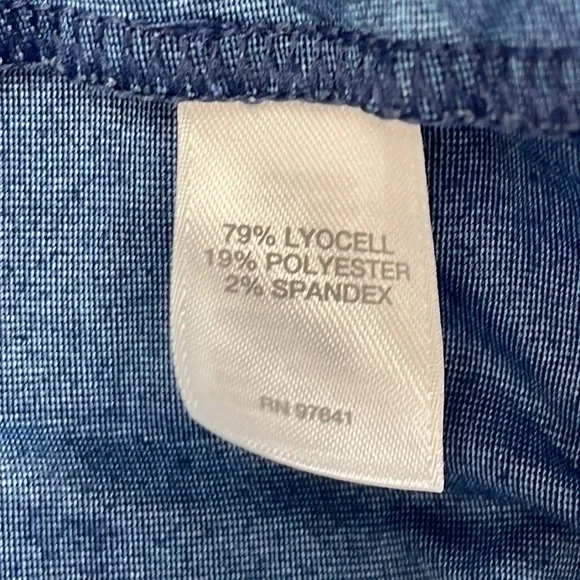 79% LYOCELL
19% POLYESTER
2% SPANDEX
RN 97641